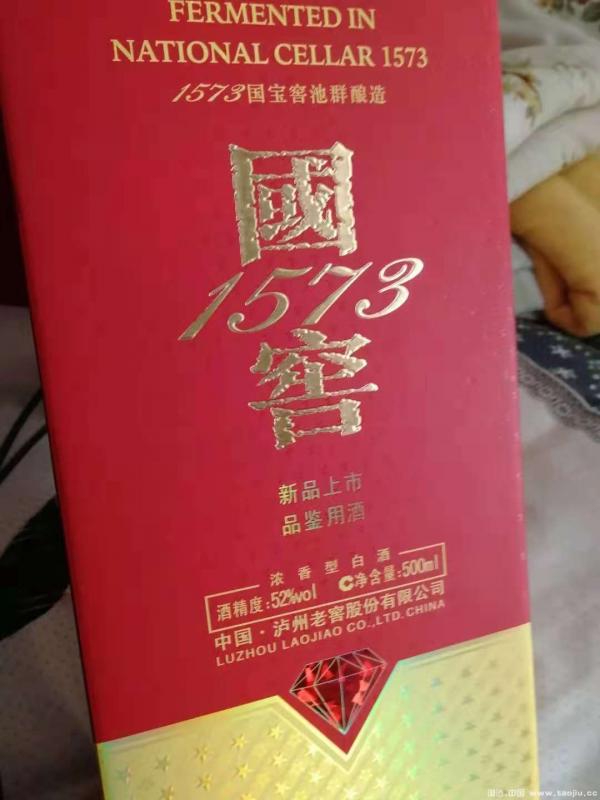 FERMENTED IN
NATIONAL CELLAR 1573
1573国宝窖池群酿造
國
1573
窖
新品上市
品鉴用酒
浓香型白酒
酒精度:52%vol C净含量:500ml
中国·泸州老窖股份有限公司
LUZHOU LAOJIAO CO.,LTD.CHINA
www.taojiu.cc